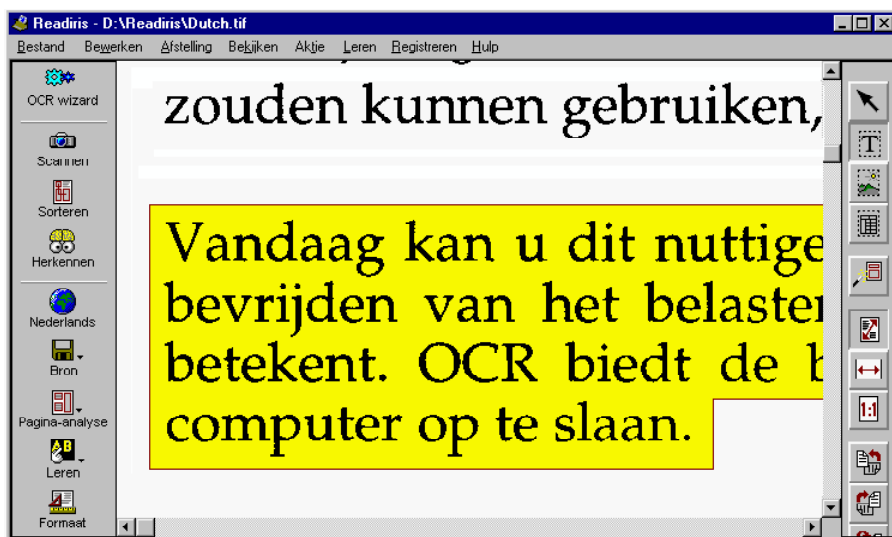 Readiris - D:\Readiris\Dutch.tif
Bestand Bewerken Afstelling Bekijken Aktie Leren Registreren Hulp
OCR wizard
Scannen
Sorteren
Herkennen
Nederlands
Bron
Pagina-analyse
Leren
Formaat
zouden kunnen gebruiken,
Vandaag kan u dit nuttige
bevrijden van het belaster
betekent. OCR biedt de b
computer op te slaan.
T
1:1